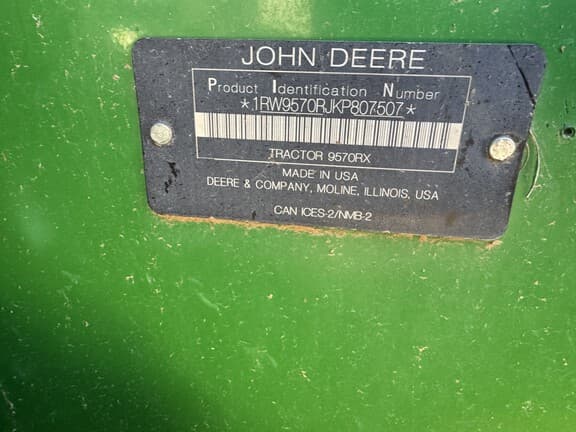 JOHN DEERE
Product Identification Number
*1RW9570RJKP807507*
TRACTOR 9570RX
MADE IN USA
DEERE & COMPANY, MOLINE, ILLINOIS, USA
CAN ICES-2/NMB-2